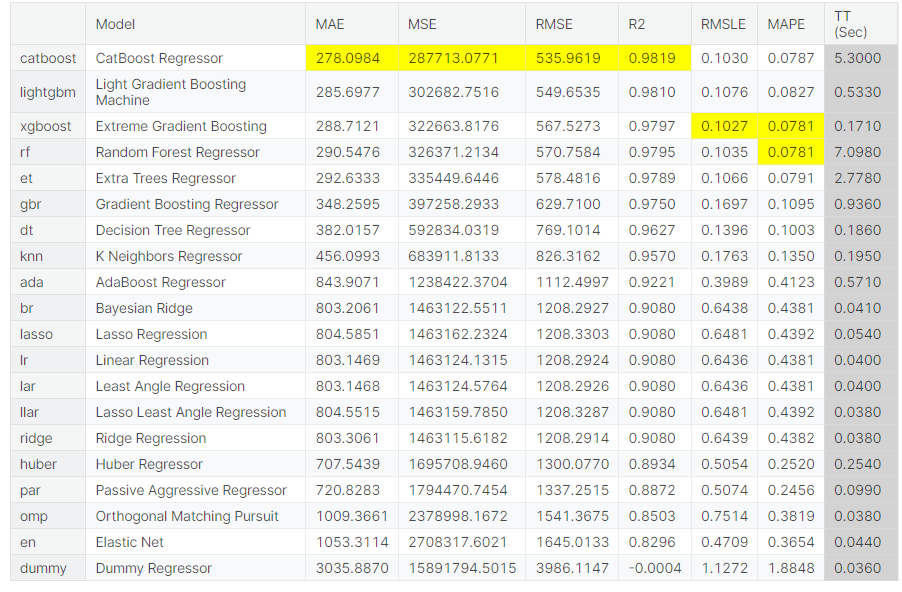 Model MAE MSE RMSE R2 RMSLE MAPE TT (Sec)
catboost CatBoost Regressor 278.0984 287713.0771 535.9619 0.9819 0.1030 0.0787 5.3000
lightgbm Light Gradient Boosting Machine 285.6977 302682.7516 549.6535 0.9810 0.1076 0.0827 0.5330
xgboost Extreme Gradient Boosting 288.7121 322663.8176 567.5273 0.9797 0.1027 0.0781 0.1710
rf Random Forest Regressor 290.5476 326371.2134 570.7584 0.9795 0.1035 0.0781 7.0980
et Extra Trees Regressor 292.6333 335449.6446 578.4816 0.9789 0.1066 0.0791 2.7780
gbr Gradient Boosting Regressor 348.2595 397258.2933 629.7100 0.9750 0.1697 0.1095 0.9360
dt Decision Tree Regressor 382.0157 592834.0319 769.1014 0.9627 0.1396 0.1003 0.1860
knn K Neighbors Regressor 456.0993 683911.8133 826.3162 0.9570 0.1763 0.1350 0.1950
ada AdaBoost Regressor 843.9071 1238422.3704 1112.4997 0.9221 0.3989 0.4123 0.5710
br Bayesian Ridge 803.2061 1463122.5511 1208.2927 0.9080 0.6438 0.4381 0.0410
lasso Lasso Regression 804.5851 1463162.2324 1208.3303 0.9080 0.6481 0.4392 0.0540
lr Linear Regression 803.1469 1463124.1315 1208.2924 0.9080 0.6436 0.4381 0.0400
lar Least Angle Regression 803.1468 1463124.5764 1208.2926 0.9080 0.6436 0.4381 0.0400
llar Lasso Least Angle Regression 804.5515 1463159.7850 1208.3287 0.9080 0.6481 0.4392 0.0380
ridge Ridge Regression 803.3061 1463115.6182 1208.2914 0.9080 0.6439 0.4382 0.0380
huber Huber Regressor 707.5439 1695708.9460 1300.0770 0.8934 0.5054 0.2520 0.2540
par Passive Aggressive Regressor 720.8283 1794470.7454 1337.2515 0.8872 0.5074 0.2456 0.0990
omp Orthogonal Matching Pursuit 1009.3661 2378998.1672 1541.3675 0.8503 0.7514 0.3819 0.0380
en Elastic Net 1053.3114 2708317.6021 1645.0133 0.8296 0.4709 0.3654 0.0440
dummy Dummy Regressor 3035.8870 15891794.5015 3986.1147 -0.0004 1.1272 1.8848 0.0360